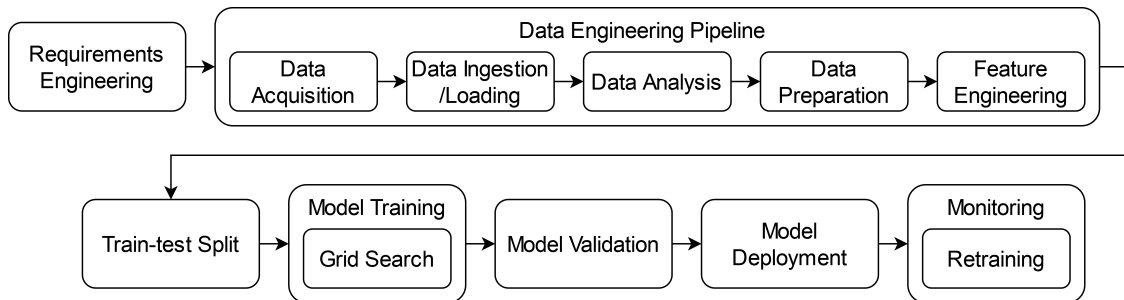 Data Engineering Pipeline
Requirements
Engineering
Data
Acquisition
Data Ingestion
/Loading
Data Analysis
Data
Preparation
Feature
Engineering
Train-test Split
Model Training
Grid Search
Model Validation
Model
Deployment
Monitoring
Retraining